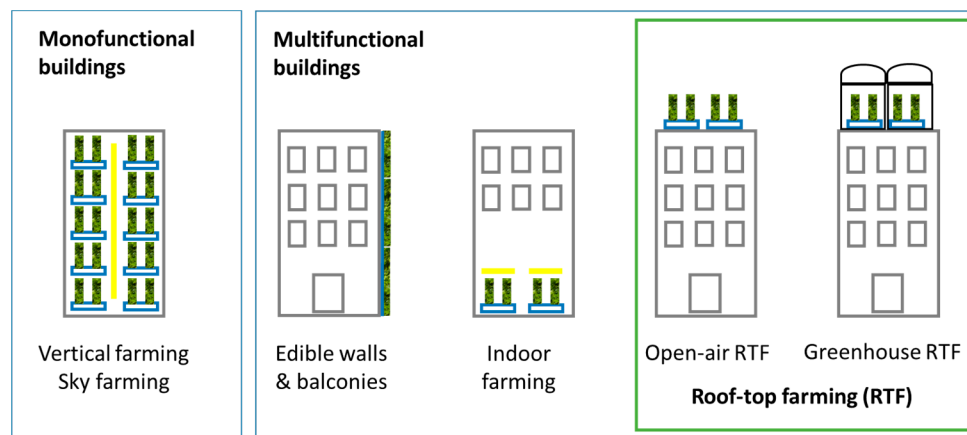 Monofunctional
buildings
Multifunctional
buildings
Vertical farming
Sky farming
Edible walls
& balconies
Indoor
farming
Open-air RTF
Greenhouse RTF
Roof-top farming (RTF)